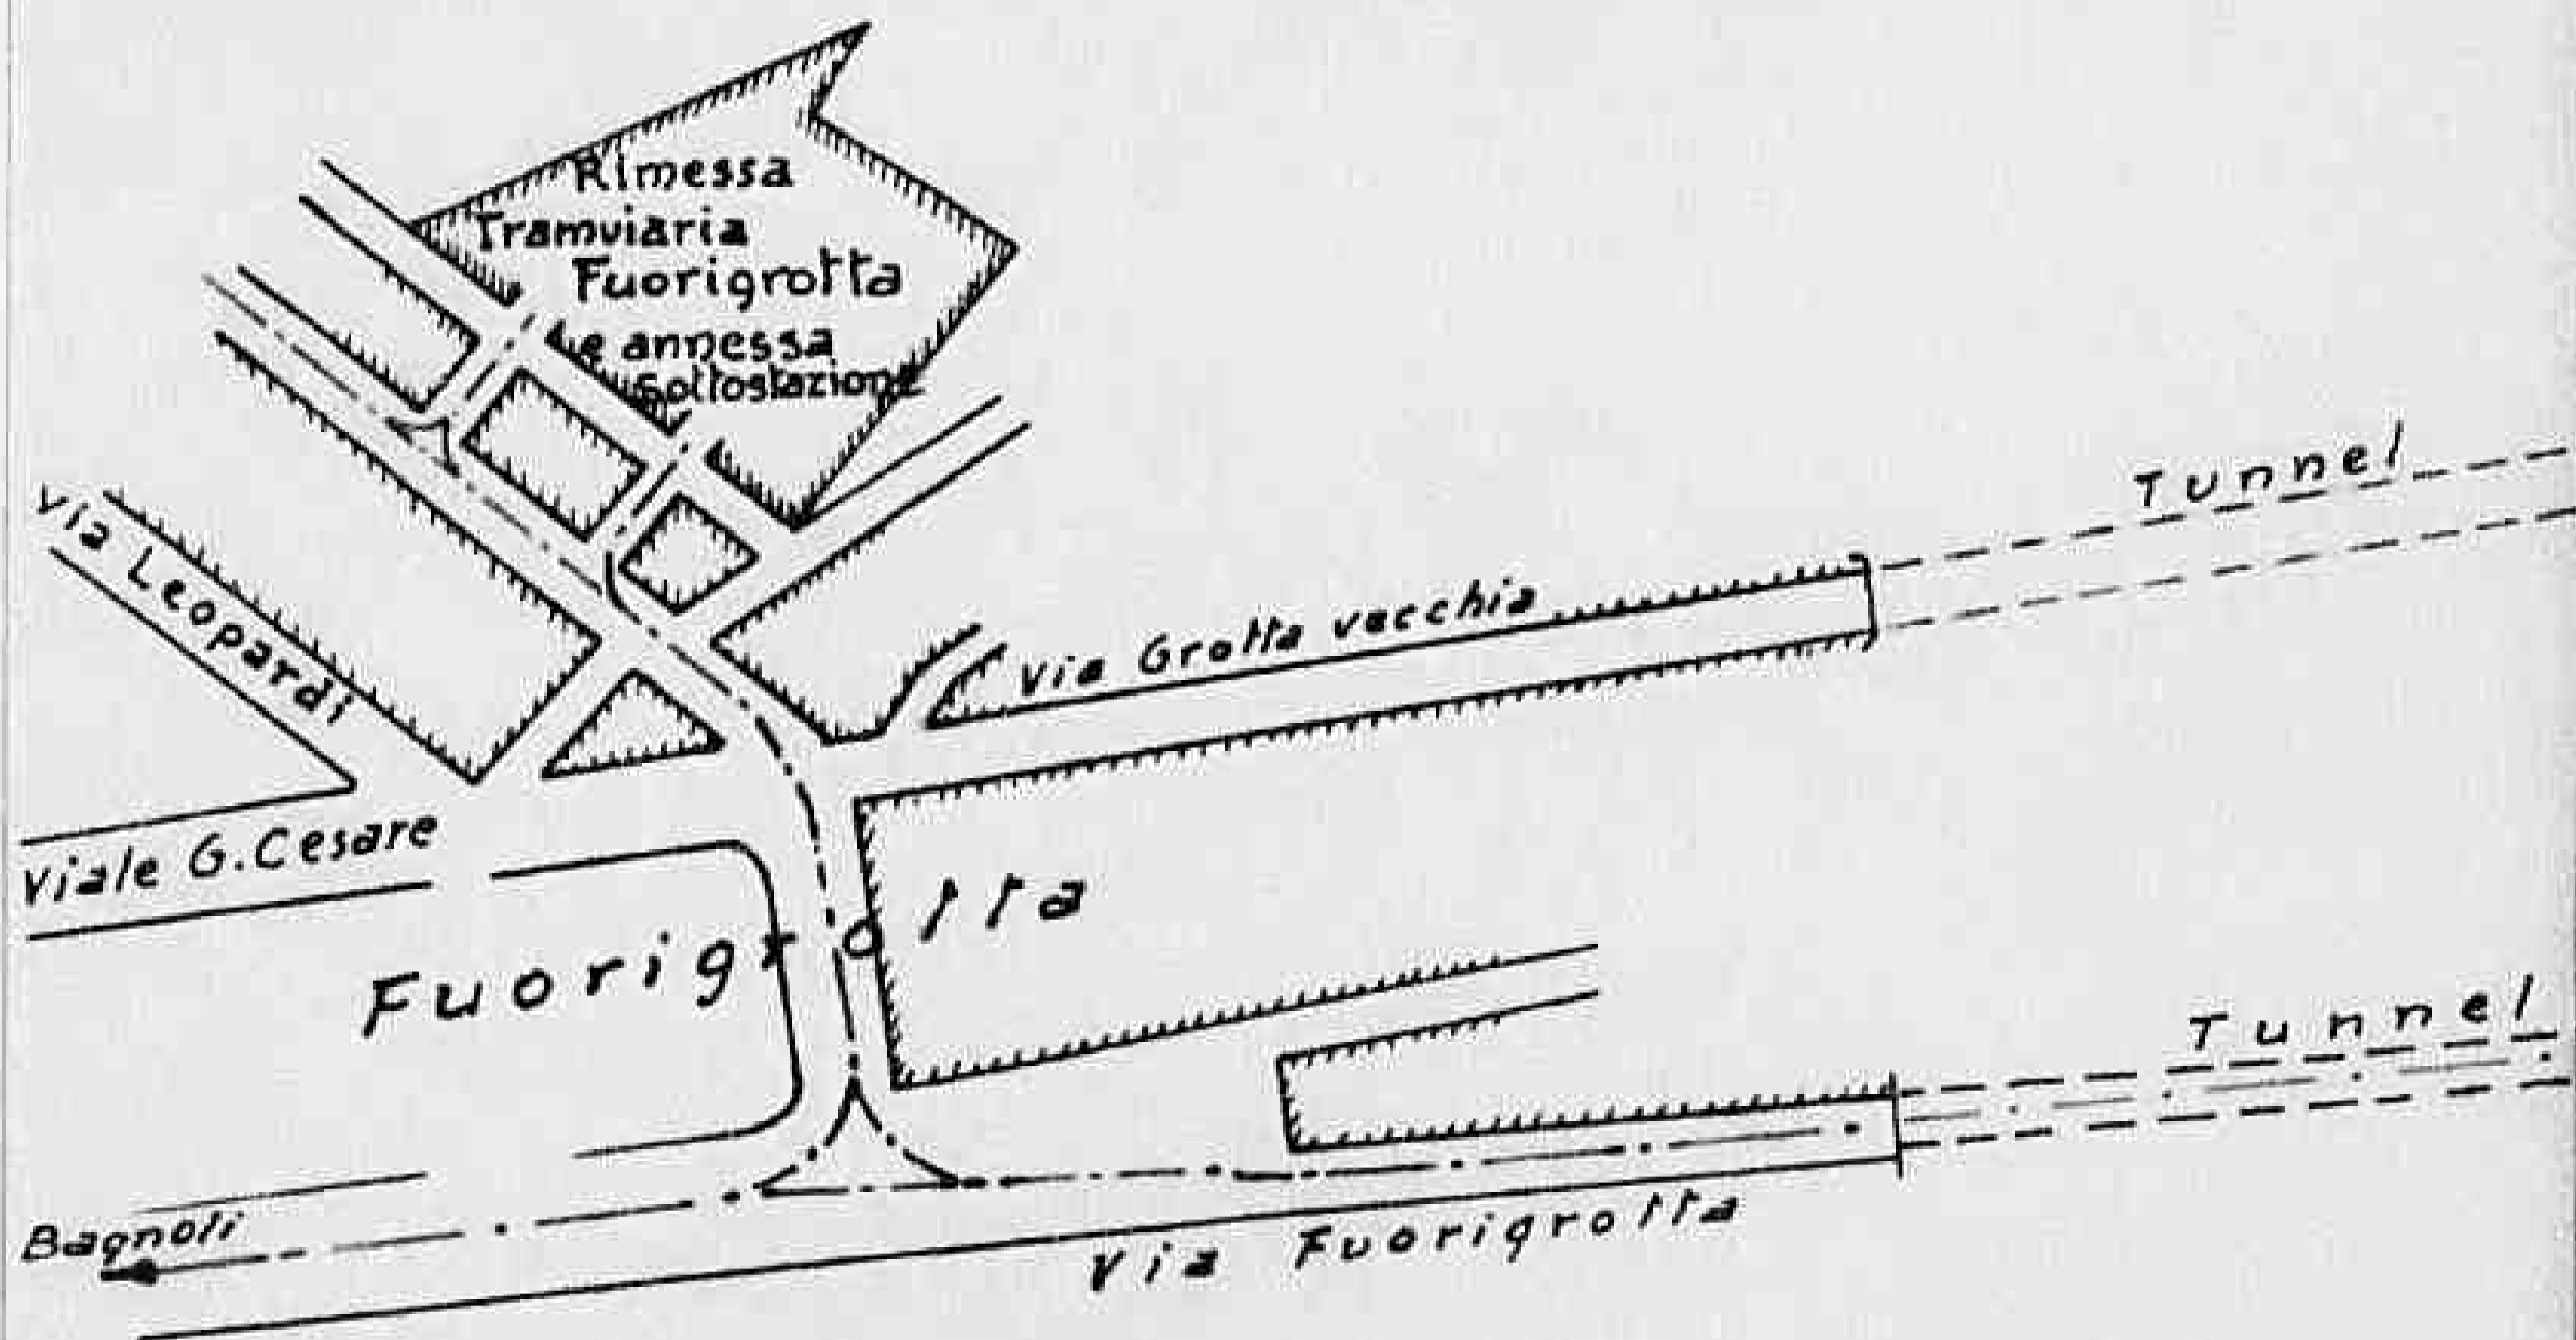 Rimessa
Tramviaria
Fuorigrotta
e annessa
Sottostazione
Tunnel
Via Leopardi
Via Grotta vecchia
Viale G. Cesare
Fuorigrotta
Tunnel
Bagnoli
Via Fuorigrotta